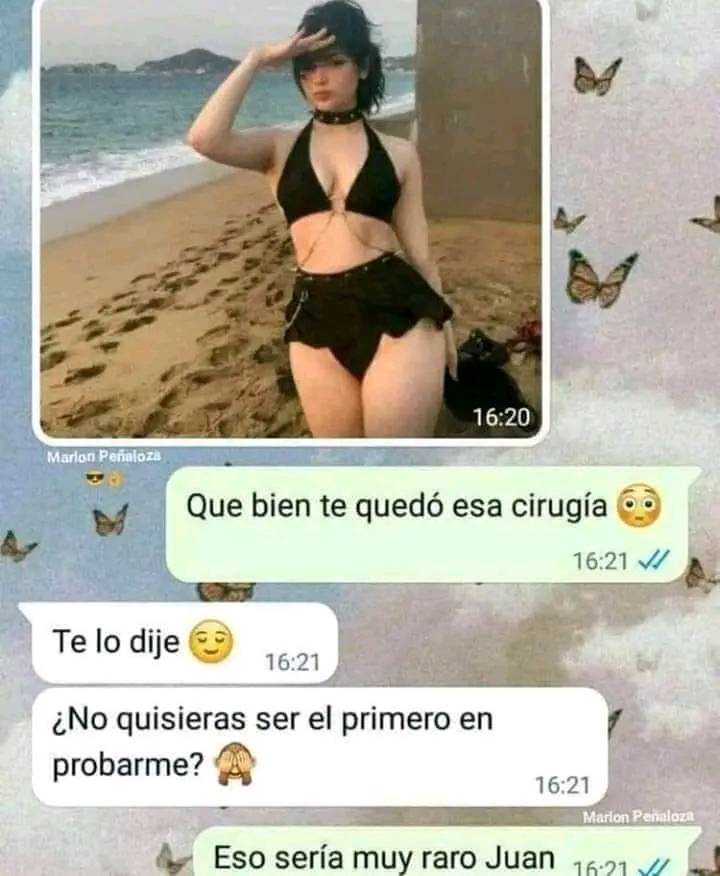 16:20
Marlon Peñaloza
Que bien te quedó esa cirugía 😳
16:21
Te lo dije 😌
16:21
¿No quisieras ser el primero en
probarme? 🙈
16:21
Marlon Peñaloza
Eso sería muy raro Juan
16:21